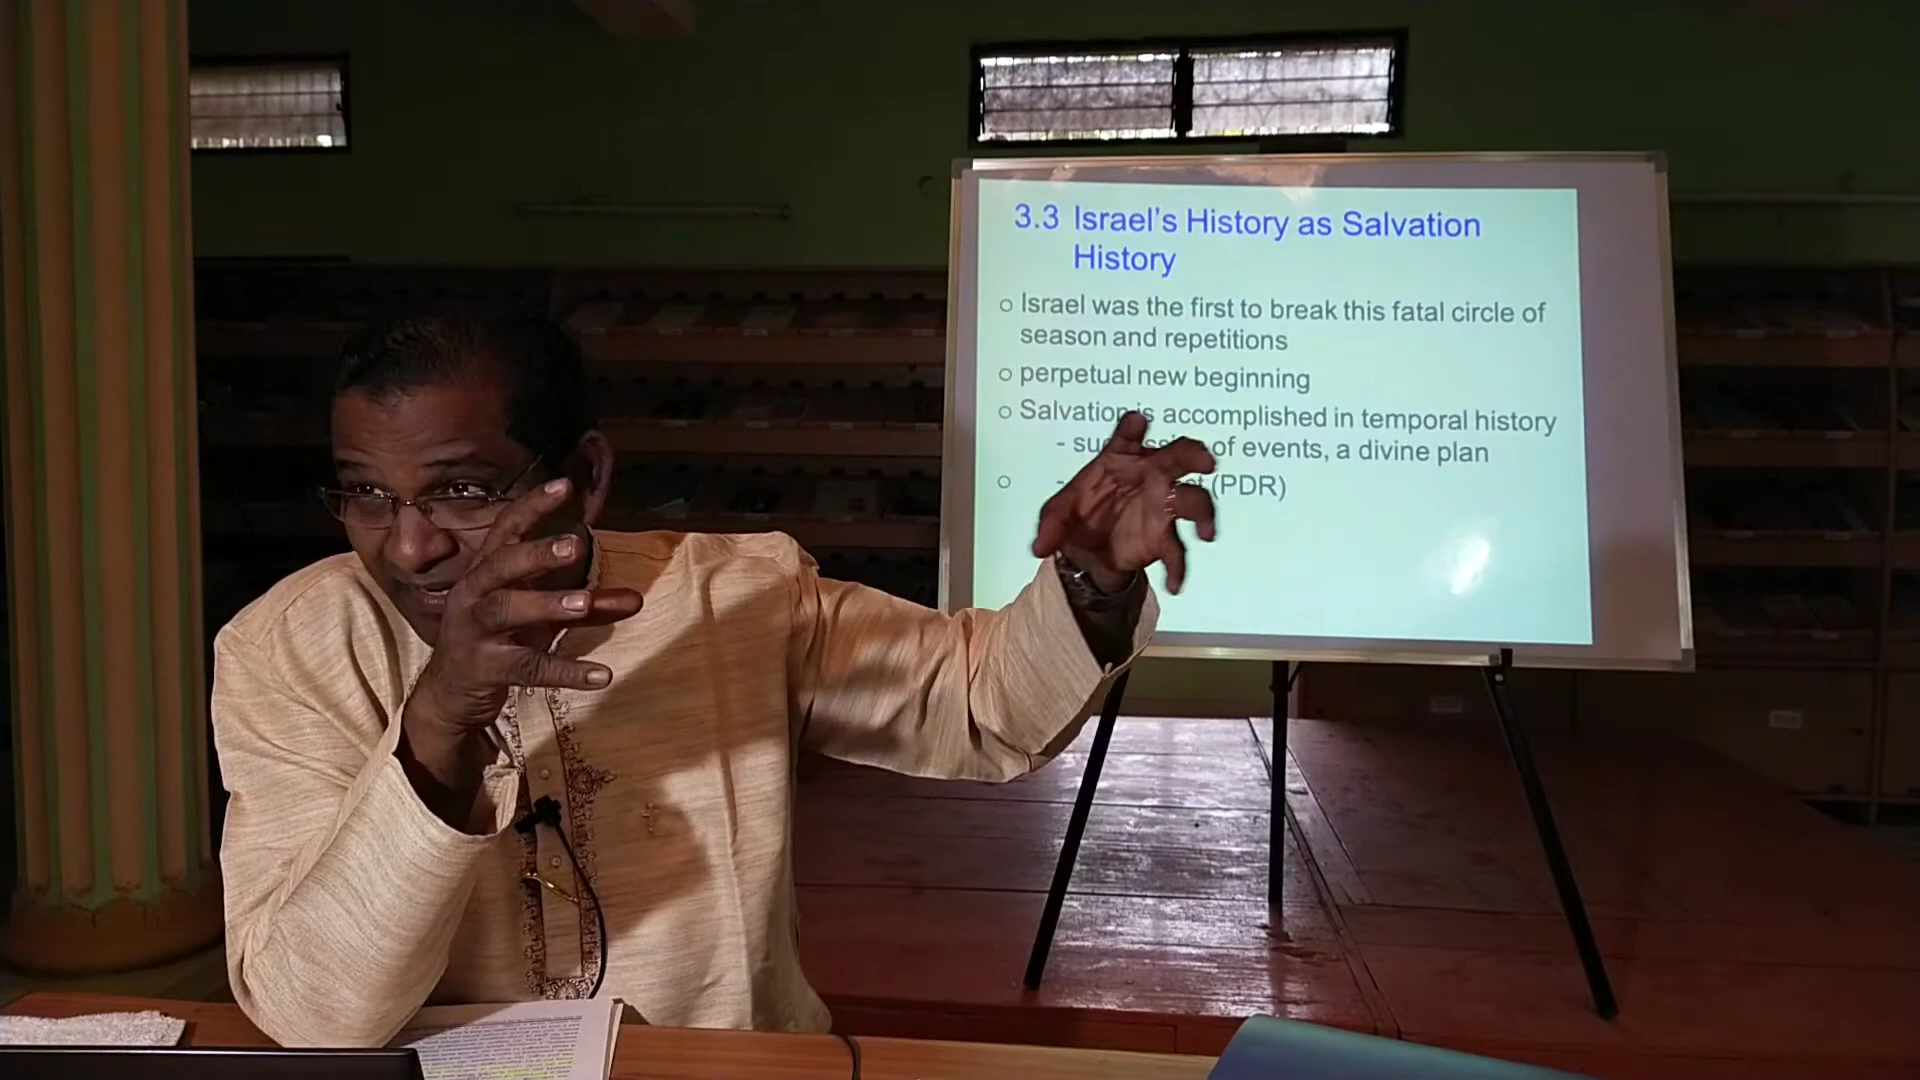 3.3 Israel's History as Salvation
History
○ Israel was the first to break this fatal circle of
season and repetitions
○ perpetual new beginning
○ Salvation is accomplished in temporal history
- of events, a divine plan
○ - (PDR)